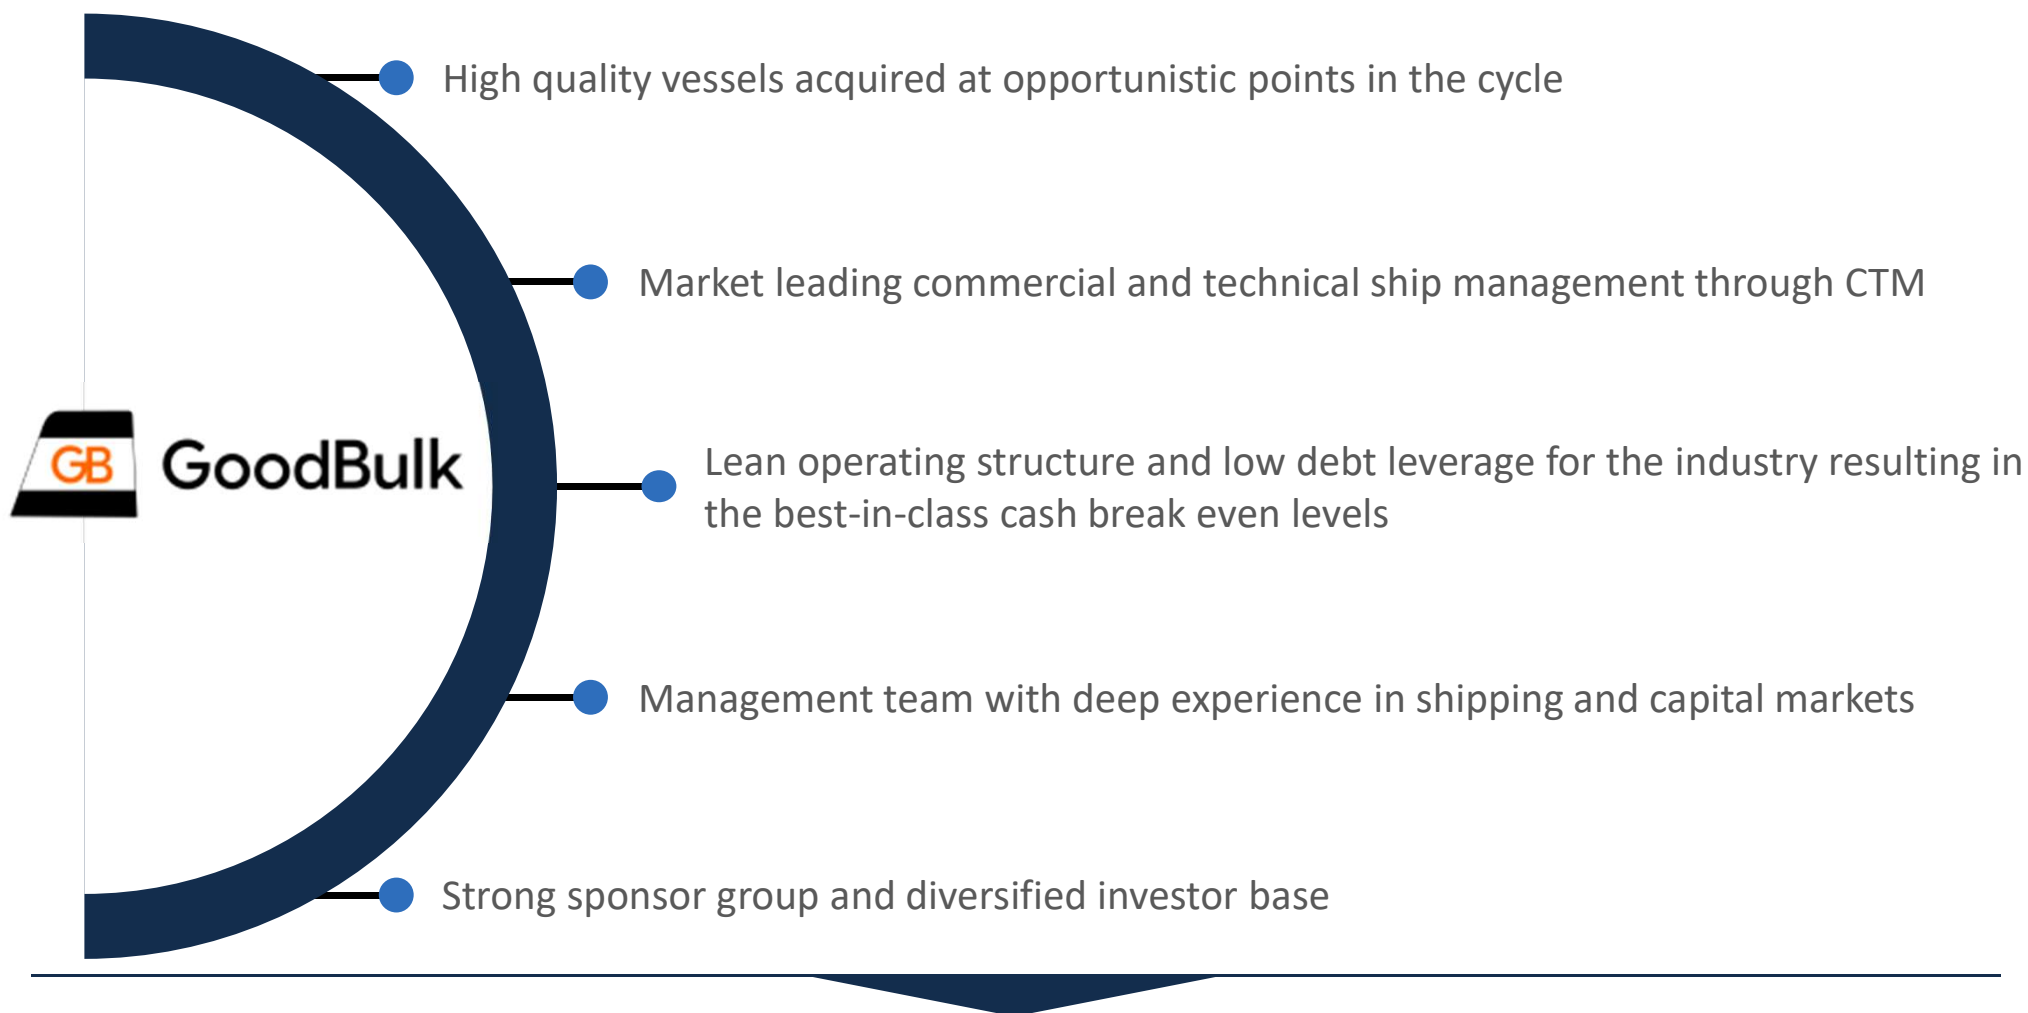 High quality vessels acquired at opportunistic points in the cycle
Market leading commercial and technical ship management through CTM
GB GoodBulk
Lean operating structure and low debt leverage for the industry resulting in
the best-in-class cash break even levels
Management team with deep experience in shipping and capital markets
Strong sponsor group and diversified investor base